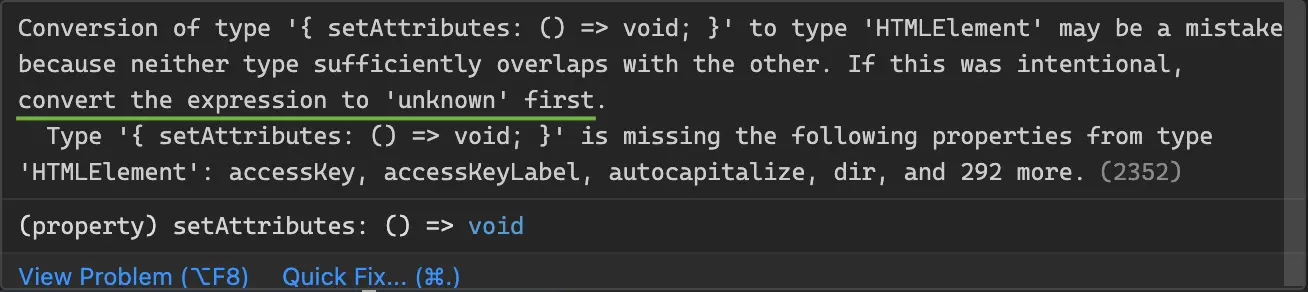 Conversion of type '{ setAttributes: () => void; }' to type 'HTMLElement' may be a mistake
because neither type sufficiently overlaps with the other. If this was intentional,
convert the expression to 'unknown' first.
Type '{ setAttributes: () => void; }' is missing the following properties from type
'HTMLElement': accessKey, accessKeyLabel, autocapitalize, dir, and 292 more. (2352)
(property) setAttributes: () => void
View Problem (⌥F8) Quick Fix... (⌘.)